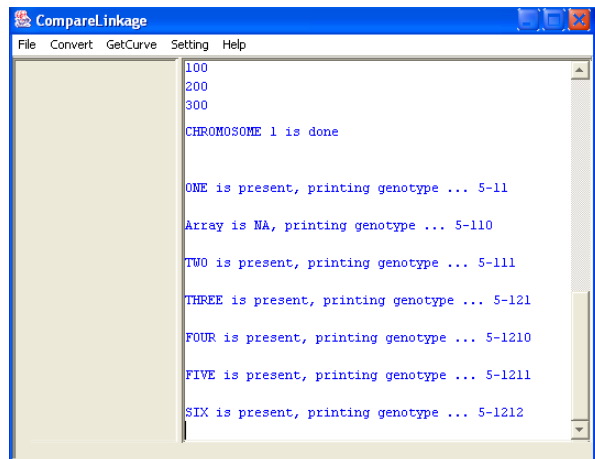 CompareLinkage
File Convert GetCurve Setting Help
100
200
300
CHROMOSOME 1 is done
ONE is present, printing genotype ... 5-11
Array is NA, printing genotype ... 5-110
TWO is present, printing genotype ... 5-111
THREE is present, printing genotype ... 5-121
FOUR is present, printing genotype ... 5-1210
FIVE is present, printing genotype ... 5-1211
SIX is present, printing genotype ... 5-1212